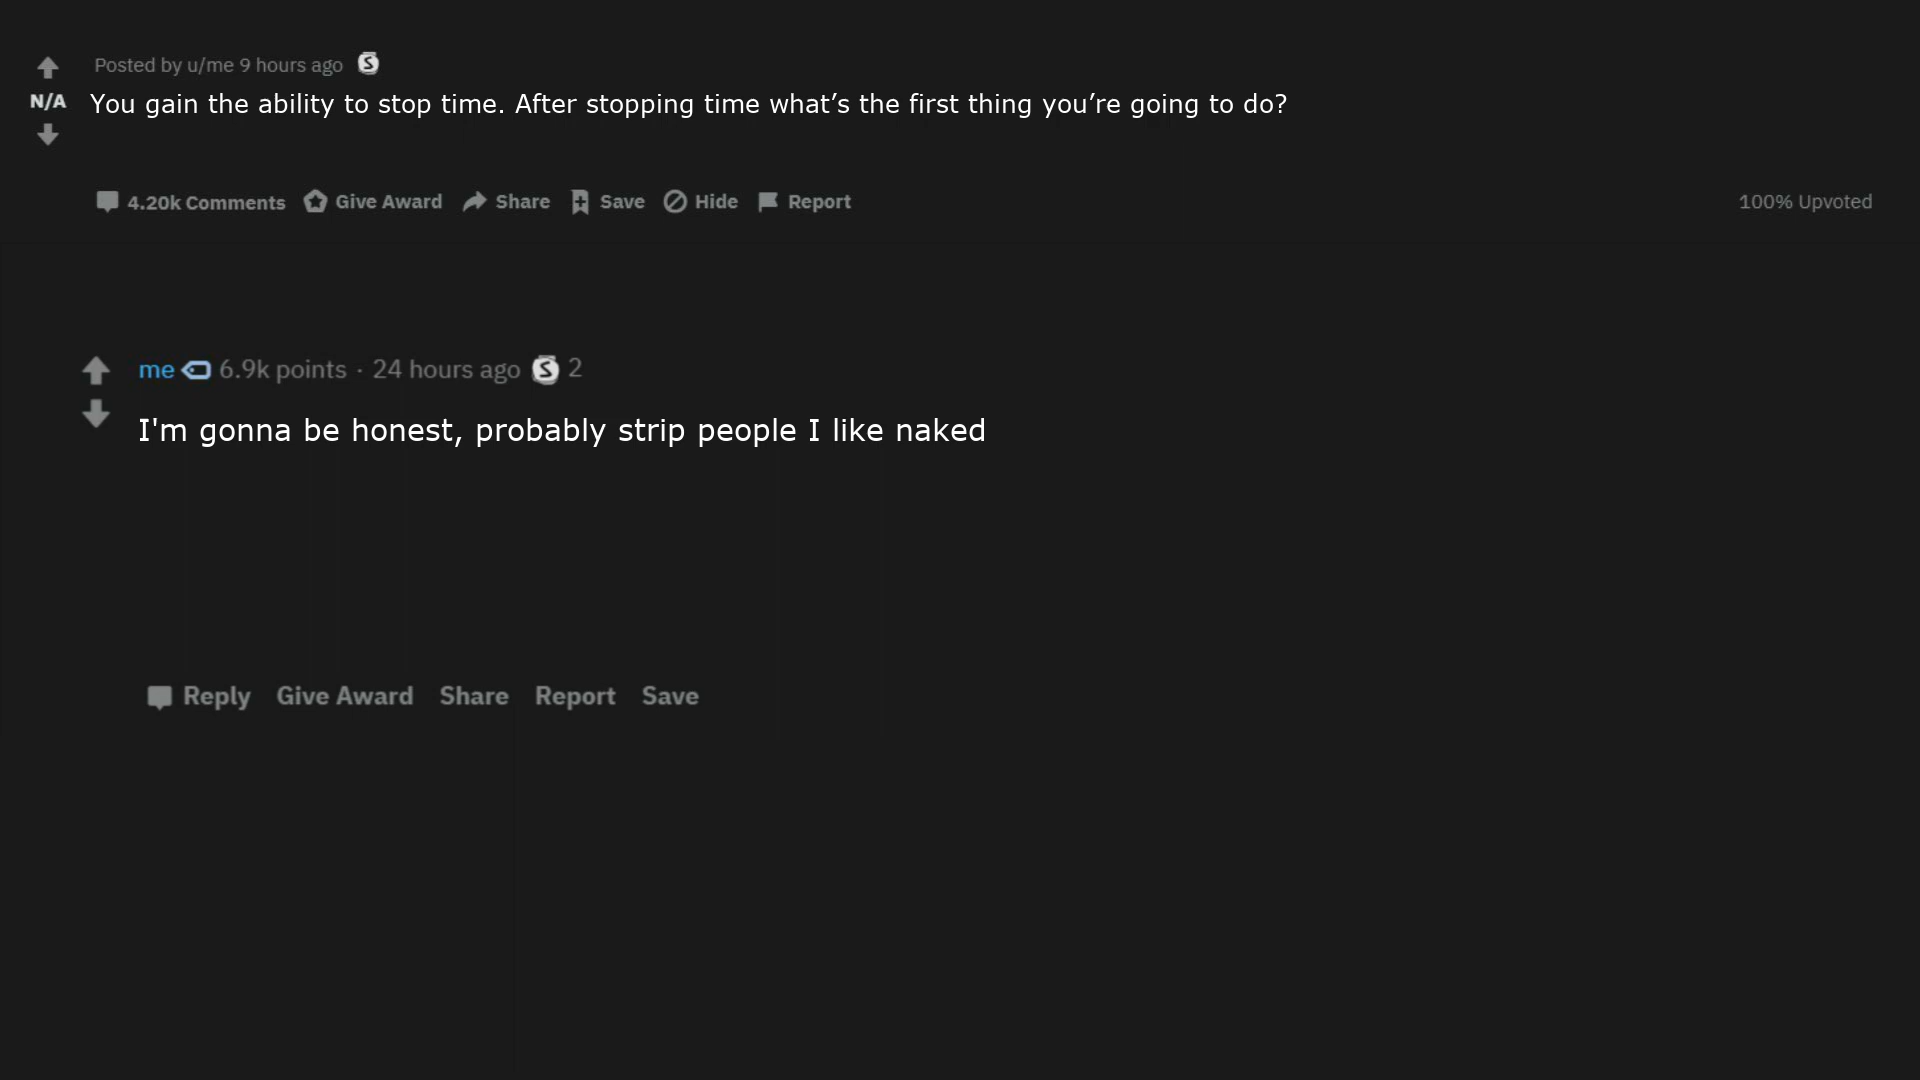 Posted by u/me 9 hours ago S
N/A You gain the ability to stop time. After stopping time what’s the first thing you’re going to do?
4.20k Comments Give Award Share Save Hide Report 100% Upvoted
me 6.9k points · 24 hours ago S 2
I'm gonna be honest, probably strip people I like naked
Reply Give Award Share Report Save